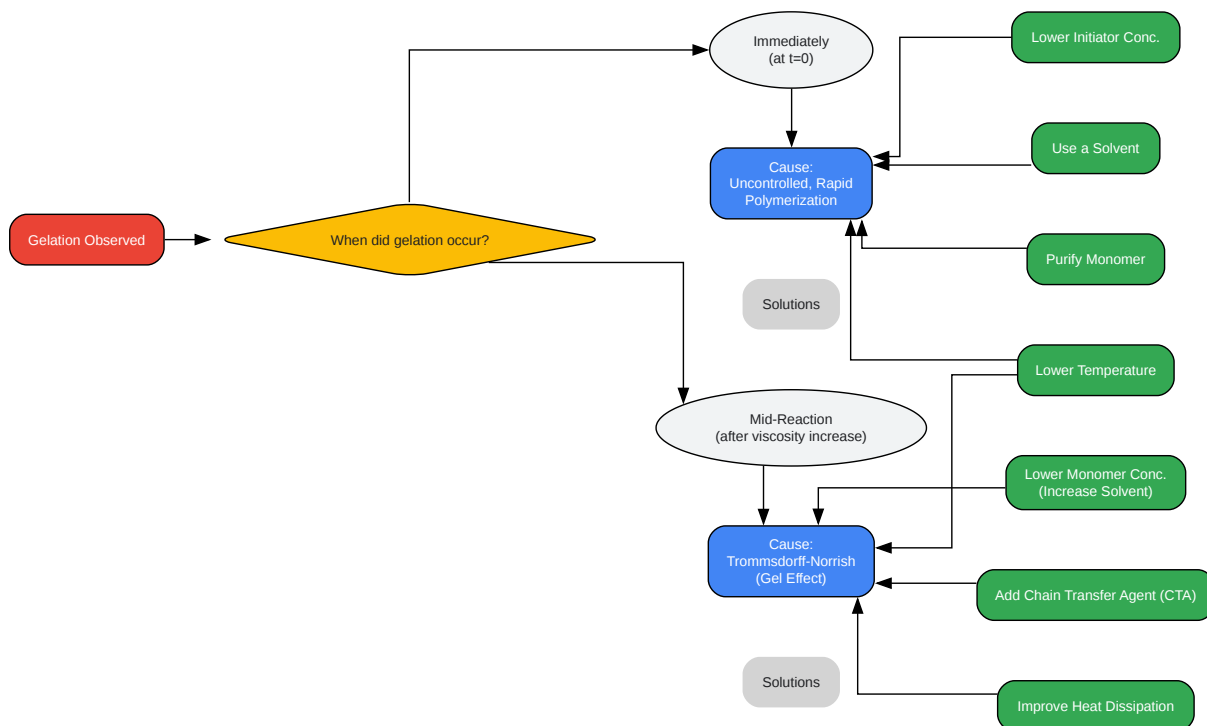 Immediately
(at t=0)
Lower Initiator Conc.
Use a Solvent
Cause:
Uncontrolled, Rapid
Polymerization
Gelation Observed
When did gelation occur?
Purify Monomer
Solutions
Lower Temperature
Mid-Reaction
(after viscosity increase)
Lower Monomer Conc.
(Increase Solvent)
Cause:
Trommsdorff-Norrish
(Gel Effect)
Add Chain Transfer Agent (CTA)
Solutions
Improve Heat Dissipation